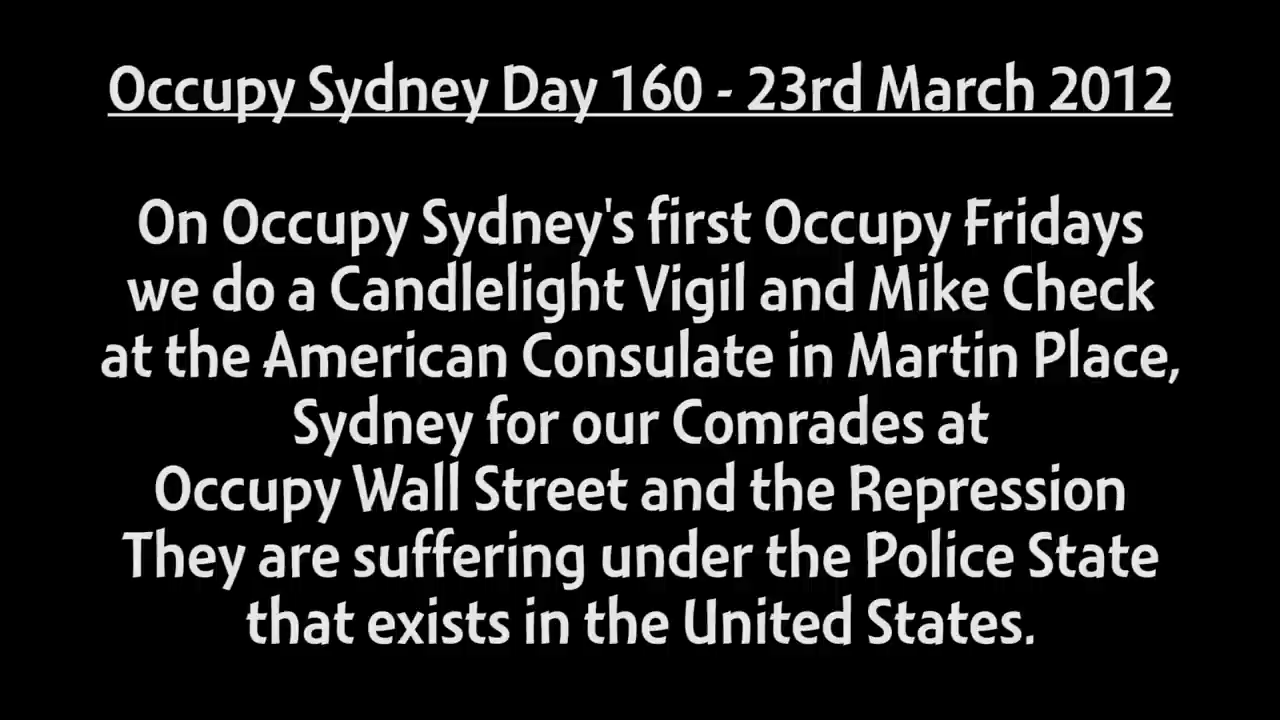 Occupy Sydney Day 160 - 23rd March 2012
On Occupy Sydney's first Occupy Fridays
we do a Candlelight Vigil and Mike Check
at the American Consulate in Martin Place,
Sydney for our Comrades at
Occupy Wall Street and the Repression
They are suffering under the Police State
that exists in the United States.